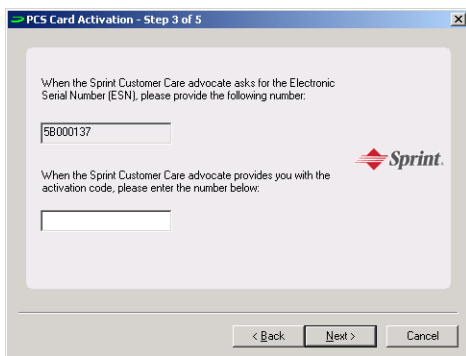 PCS Card Activation - Step 3 of 5
When the Sprint Customer Care advocate asks for the Electronic
Serial Number (ESN), please provide the following number:
5B000137
Sprint.
When the Sprint Customer Care advocate provides you with the
activation code, please enter the number below:
< Back
Next >
Cancel